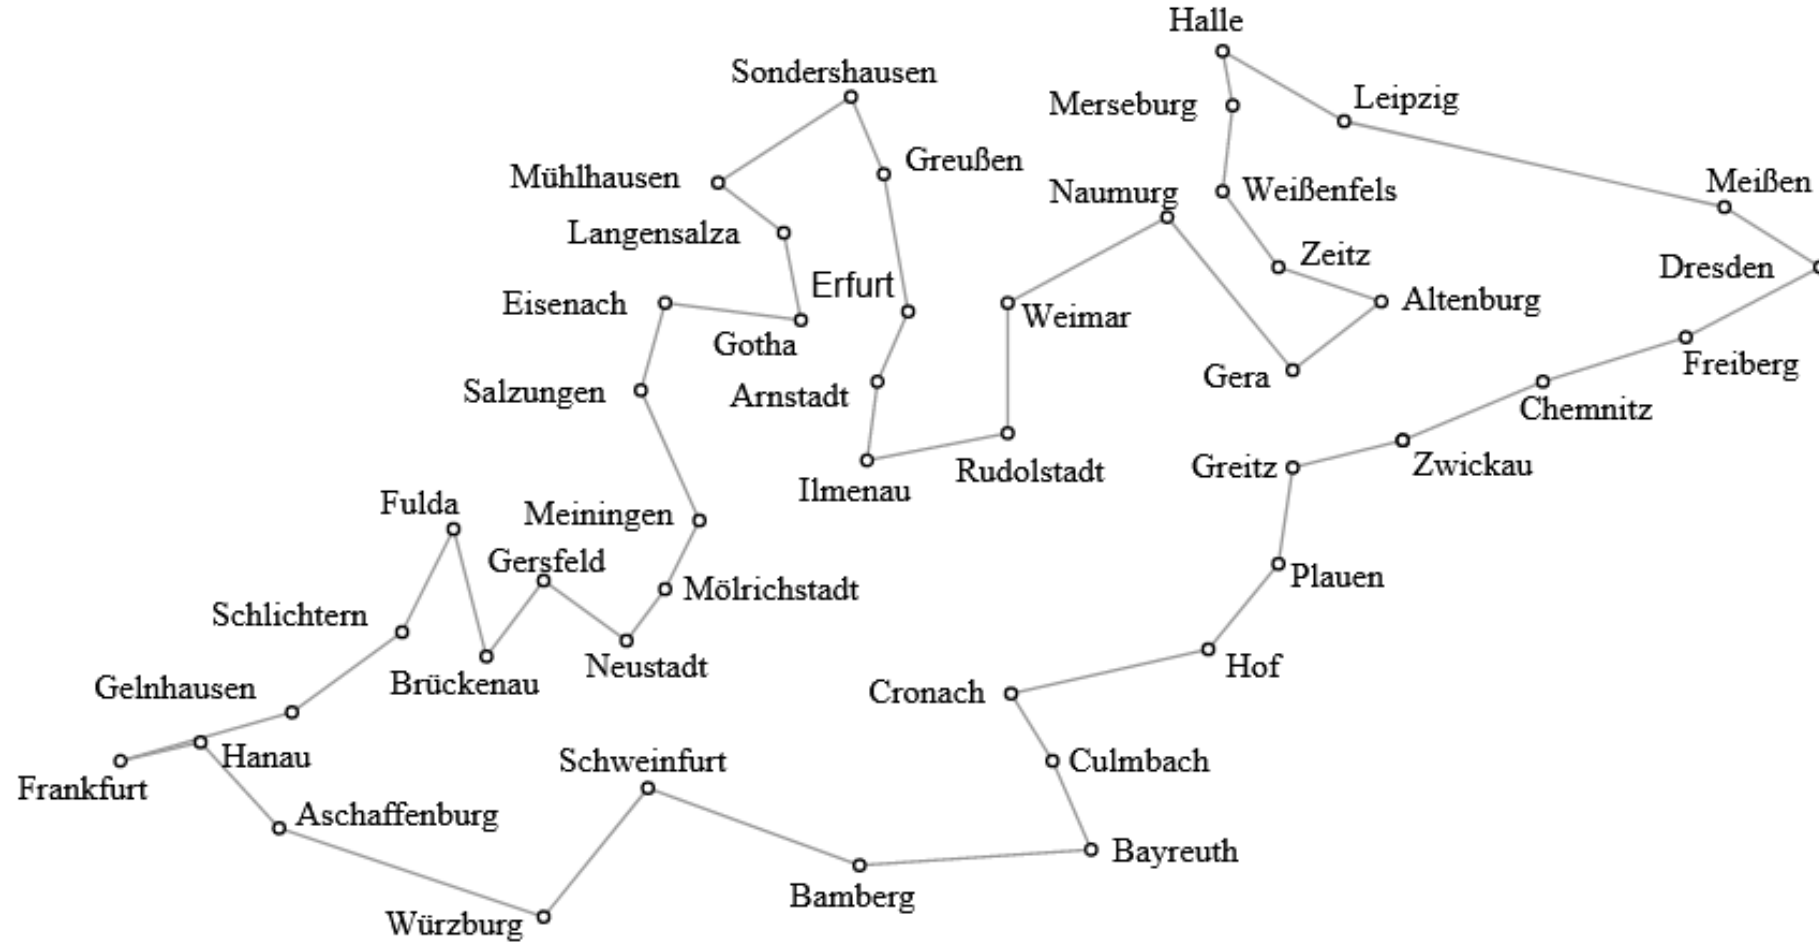 Halle
Sondershausen
Leipzig
Merseburg
Greußen
Mühlhausen
Meißen
Naumurg
Weißenfels
Langensalza
Zeitz
Dresden
Erfurt
Eisenach
Altenburg
Weimar
Gotha
Freiberg
Gera
Salzungen
Arnstadt
Chemnitz
Greitz
Zwickau
Rudolstadt
Ilmenau
Fulda
Meiningen
Gersfeld
Plauen
Mölrichstadt
Schlichtern
Neustadt
Hof
Brückenau
Gelnhausen
Cronach
Hanau
Schweinfurt
Culmbach
Frankfurt
Aschaffenburg
Bayreuth
Bamberg
Würzburg